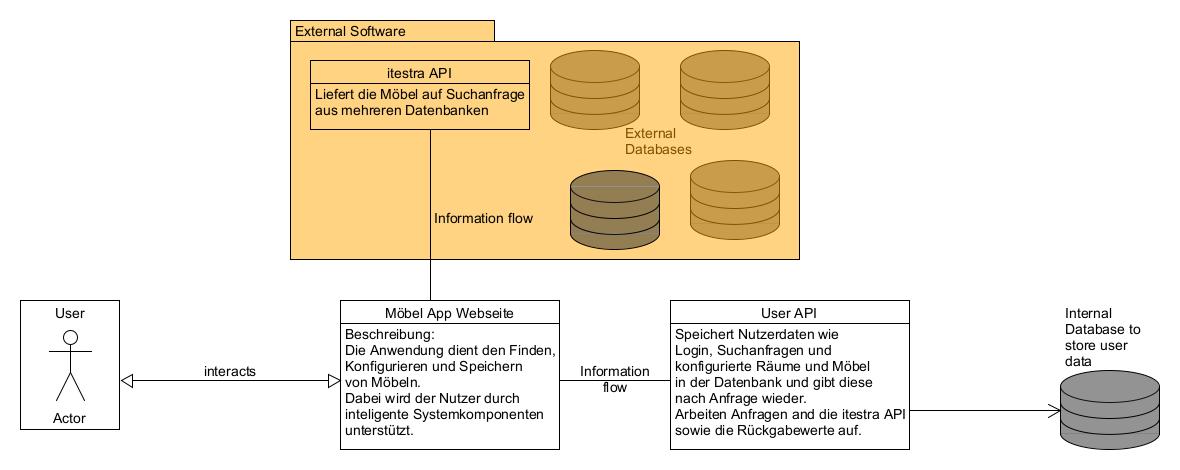 External Software
itestra API
Liefert die Möbel auf Suchanfrage
aus mehreren Datenbanken
External
Databases
Information flow
User
Actor
interacts
Möbel App Webseite
Beschreibung:
Die Anwendung dient den Finden,
Konfigurieren und Speichern
von Möbeln.
Dabei wird der Nutzer durch
inteligente Systemkomponenten
unterstützt.
Information
flow
User API
Speichert Nutzerdaten wie
Login, Suchanfragen und
konfigurierte Räume und Möbel
in der Datenbank und gibt diese
nach Anfrage wieder.
Arbeiten Anfragen and die itestra API
sowie die Rückgabewerte auf.
Internal
Database to
store user
data